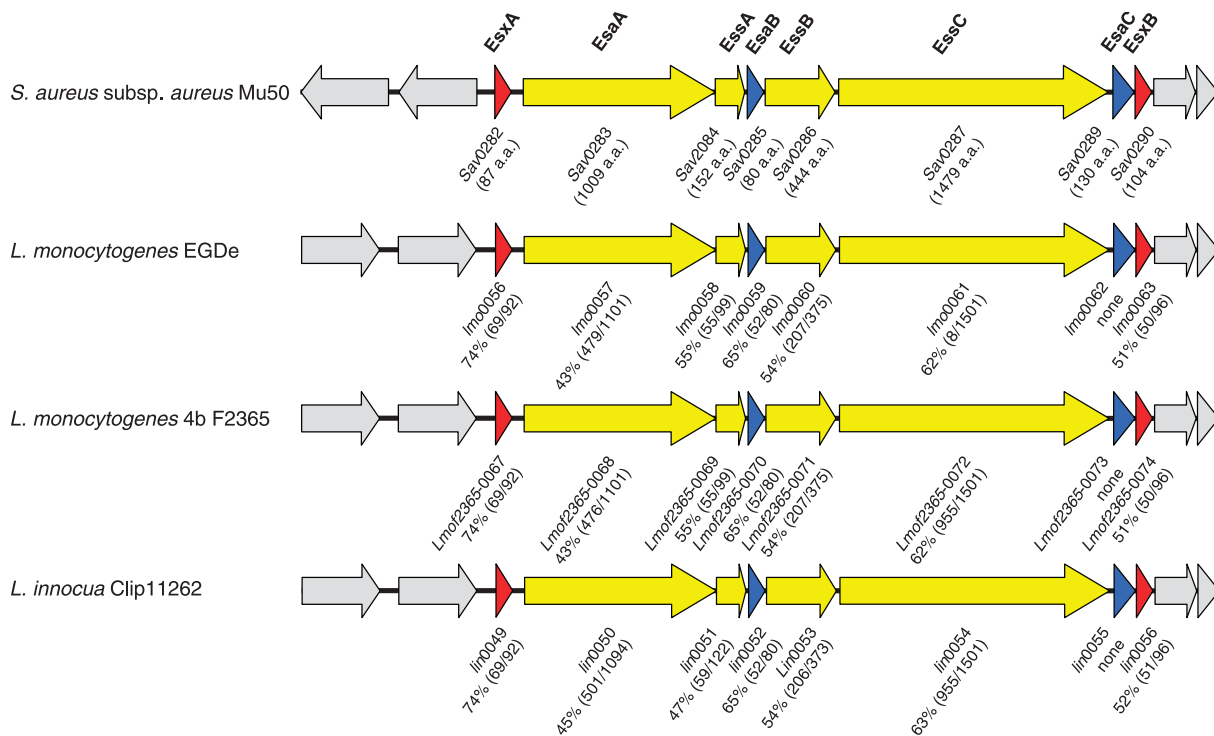 EsxA
EsaA
EssA
EsaB
EssB
EssC
EsaC
EsxB
S. aureus subsp. aureus Mu50
Sav0282
(87 a.a.)
Sav0283
(1009 a.a.)
Sav2084
(152 a.a.)
Sav0285
(80 a.a.)
Sav0286
(444 a.a.)
Sav0287
(1479 a.a.)
Sav0289
(130 a.a.)
Sav0290
(104 a.a.)
L. monocytogenes EGDe
lmo0056
74% (69/92)
lmo0057
43% (479/1101)
lmo0058
55% (55/99)
lmo0059
65% (52/80)
lmo0060
54% (207/375)
lmo0061
62% (8/1501)
lmo0062
none
lmo0063
51% (50/96)
L. monocytogenes 4b F2365
Lmof2365-0067
74% (69/92)
Lmof2365-0068
43% (476/1101)
Lmof2365-0069
55% (55/99)
Lmof2365-0070
65% (52/80)
Lmof2365-0071
54% (207/375)
Lmof2365-0072
62% (955/1501)
Lmof2365-0073
none
Lmof2365-0074
51% (50/96)
L. innocua Clip11262
lin0049
74% (69/92)
lin0050
45% (501/1094)
lin0051
47% (59/122)
lin0052
65% (52/80)
Lin0053
54% (206/373)
lin0054
63% (955/1501)
lin0055
none
lin0056
52% (51/96)